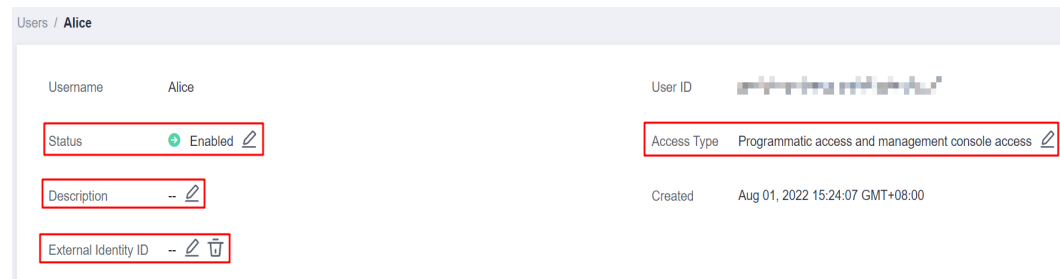 Users / Alice
Username Alice
User ID
Status Enabled
Access Type Programmatic access and management console access
Description --
Created Aug 01, 2022 15:24:07 GMT+08:00
External Identity ID --